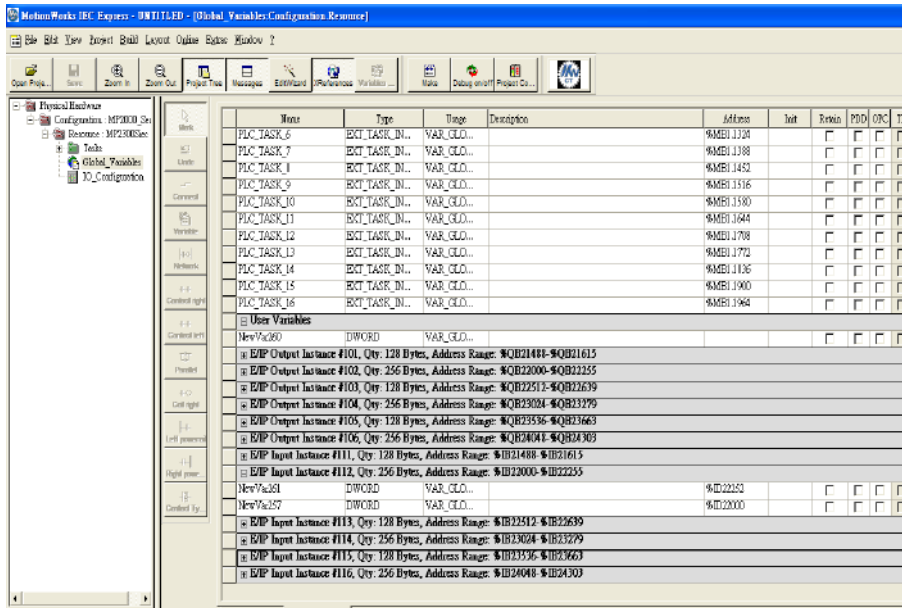 MotionWorks IEC Express - UNTITLED - [Global_Variables:Configuration.Resource]
File Edit View Project Build Layout Online Extras Window ?
Open Proje... Save Zoom In Zoom Out Project Tree Messages EditWizard XReferences Variables ... Make Debug on/off Project Co...
Physical Hardware
Configuration : MP2000_Ser
Resource : MP2300Siec
Tasks
Global_Variables
IO_Configuration
Mark
Undo
Connect
Variable
Network
Contact right
Contact left
Parallel
Coil right
Left powerrail
Right powe...
Contact Ty...
Name Type Usage Description Address Init Retain PDD OPC
PLC_TASK_6 EXT_TASK_IN... VAR_GLO... %MB1.1324
PLC_TASK_7 EXT_TASK_IN... VAR_GLO... %MB1.1388
PLC_TASK_8 EXT_TASK_IN... VAR_GLO... %MB1.1452
PLC_TASK_9 EXT_TASK_IN... VAR_GLO... %MB1.1516
PLC_TASK_10 EXT_TASK_IN... VAR_GLO... %MB1.1580
PLC_TASK_11 EXT_TASK_IN... VAR_GLO... %MB1.1644
PLC_TASK_12 EXT_TASK_IN... VAR_GLO... %MB1.1708
PLC_TASK_13 EXT_TASK_IN... VAR_GLO... %MB1.1772
PLC_TASK_14 EXT_TASK_IN... VAR_GLO... %MB1.1836
PLC_TASK_15 EXT_TASK_IN... VAR_GLO... %MB1.1900
PLC_TASK_16 EXT_TASK_IN... VAR_GLO... %MB1.1964
User Variables
NewVar260 DWORD VAR_GLO...
E/IP Output Instance #101, Qty: 128 Bytes, Address Range: %QB21488-%QB21615
E/IP Output Instance #102, Qty: 256 Bytes, Address Range: %QB22000-%QB22255
E/IP Output Instance #103, Qty: 128 Bytes, Address Range: %QB22512-%QB22639
E/IP Output Instance #104, Qty: 256 Bytes, Address Range: %QB23024-%QB23279
E/IP Output Instance #105, Qty: 128 Bytes, Address Range: %QB23536-%QB23663
E/IP Output Instance #106, Qty: 256 Bytes, Address Range: %QB24048-%QB24303
E/IP Input Instance #111, Qty: 128 Bytes, Address Range: %IB21488-%IB21615
E/IP Input Instance #112, Qty: 256 Bytes, Address Range: %IB22000-%IB22255
NewVar261 DWORD VAR_GLO... %ID22252
NewVar257 DWORD VAR_GLO... %ID22000
E/IP Input Instance #113, Qty: 128 Bytes, Address Range: %IB22512-%IB22639
E/IP Input Instance #114, Qty: 256 Bytes, Address Range: %IB23024-%IB23279
E/IP Input Instance #115, Qty: 128 Bytes, Address Range: %IB23536-%IB23663
E/IP Input Instance #116, Qty: 256 Bytes, Address Range: %IB24048-%IB24303